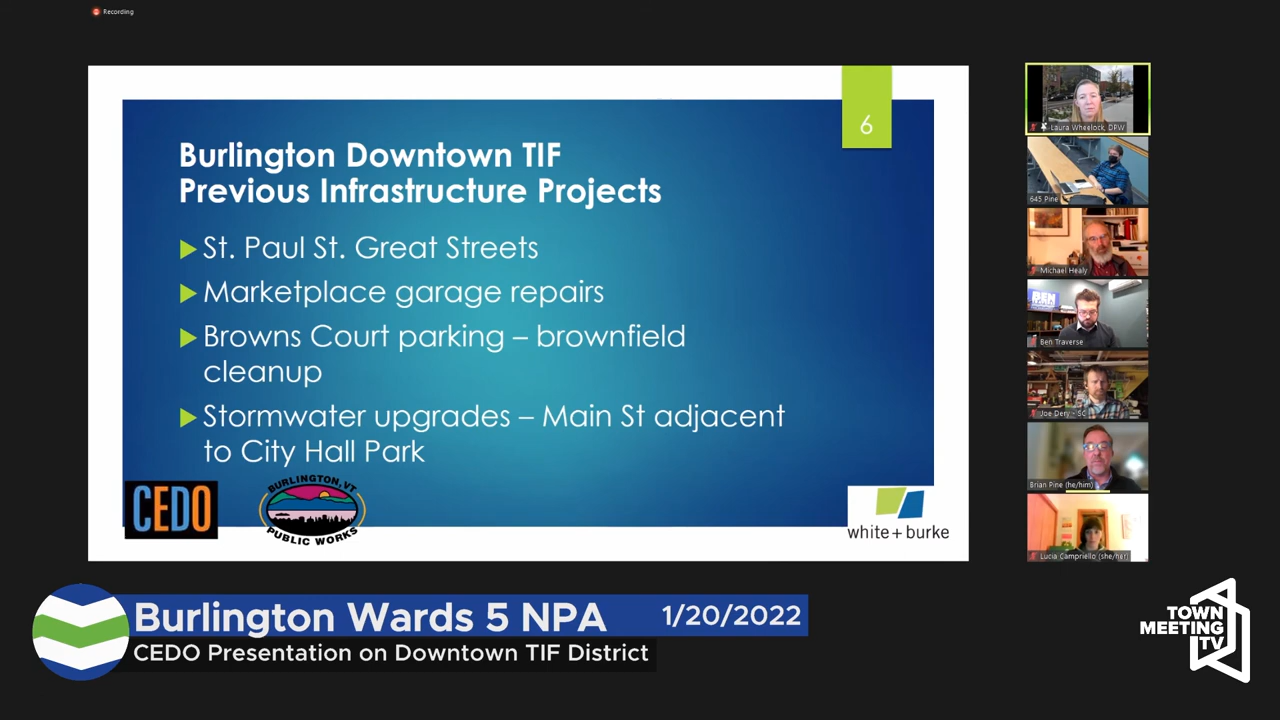 Recording
6
Burlington Downtown TIF
Previous Infrastructure Projects
St. Paul St. Great Streets
Marketplace garage repairs
Browns Court parking – brownfield
cleanup
Stormwater upgrades – Main St adjacent
to City Hall Park
CEDO
BURLINGTON, VT
PUBLIC WORKS
white + burke
Laura Wheelock, DPW
645 Pine
Michael Healy
BEN
Ben Traverse
Joe Dery - SC
Brian Pine (he/him)
Lucia Campriello (she/her)
Burlington Wards 5 NPA 1/20/2022
CEDO Presentation on Downtown TIF District
TOWN
MEETING
TV